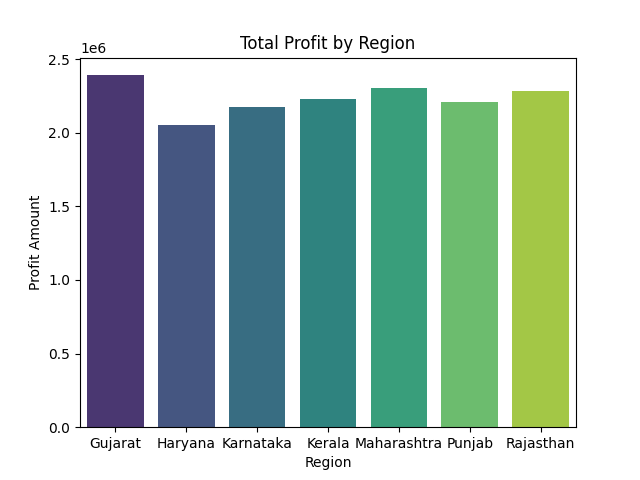 Total Profit by Region
1e6
2.5
2.0
1.5
1.0
0.5
0.0
Profit Amount
Gujarat Haryana Karnataka Kerala Maharashtra Punjab Rajasthan
Region